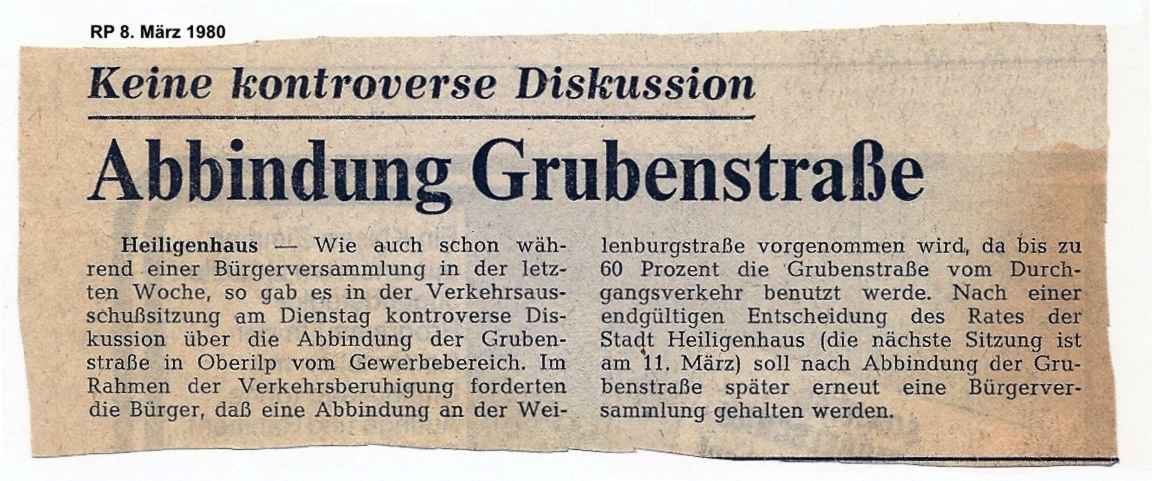 RP 8. März 1980
Keine kontroverse Diskussion
Abbindung Grubenstraße
Heiligenhaus — Wie auch schon wäh-
rend einer Bürgerversammlung in der letz-
ten Woche, so gab es in der Verkehrsaus-
schußsitzung am Dienstag kontroverse Dis-
kussion über die Abbindung der Gruben-
straße in Oberilp vom Gewerbebereich. Im
Rahmen der Verkehrsberuhigung forderten
die Bürger, daß eine Abbindung an der Wei-
lenburgstraße vorgenommen wird, da bis zu
60 Prozent die Grubenstraße vom Durch-
gangsverkehr benutzt werde. Nach einer
endgültigen Entscheidung des Rates der
Stadt Heiligenhaus (die nächste Sitzung ist
am 11. März) soll nach Abbindung der Gru-
benstraße später erneut eine Bürgerver-
sammlung gehalten werden.